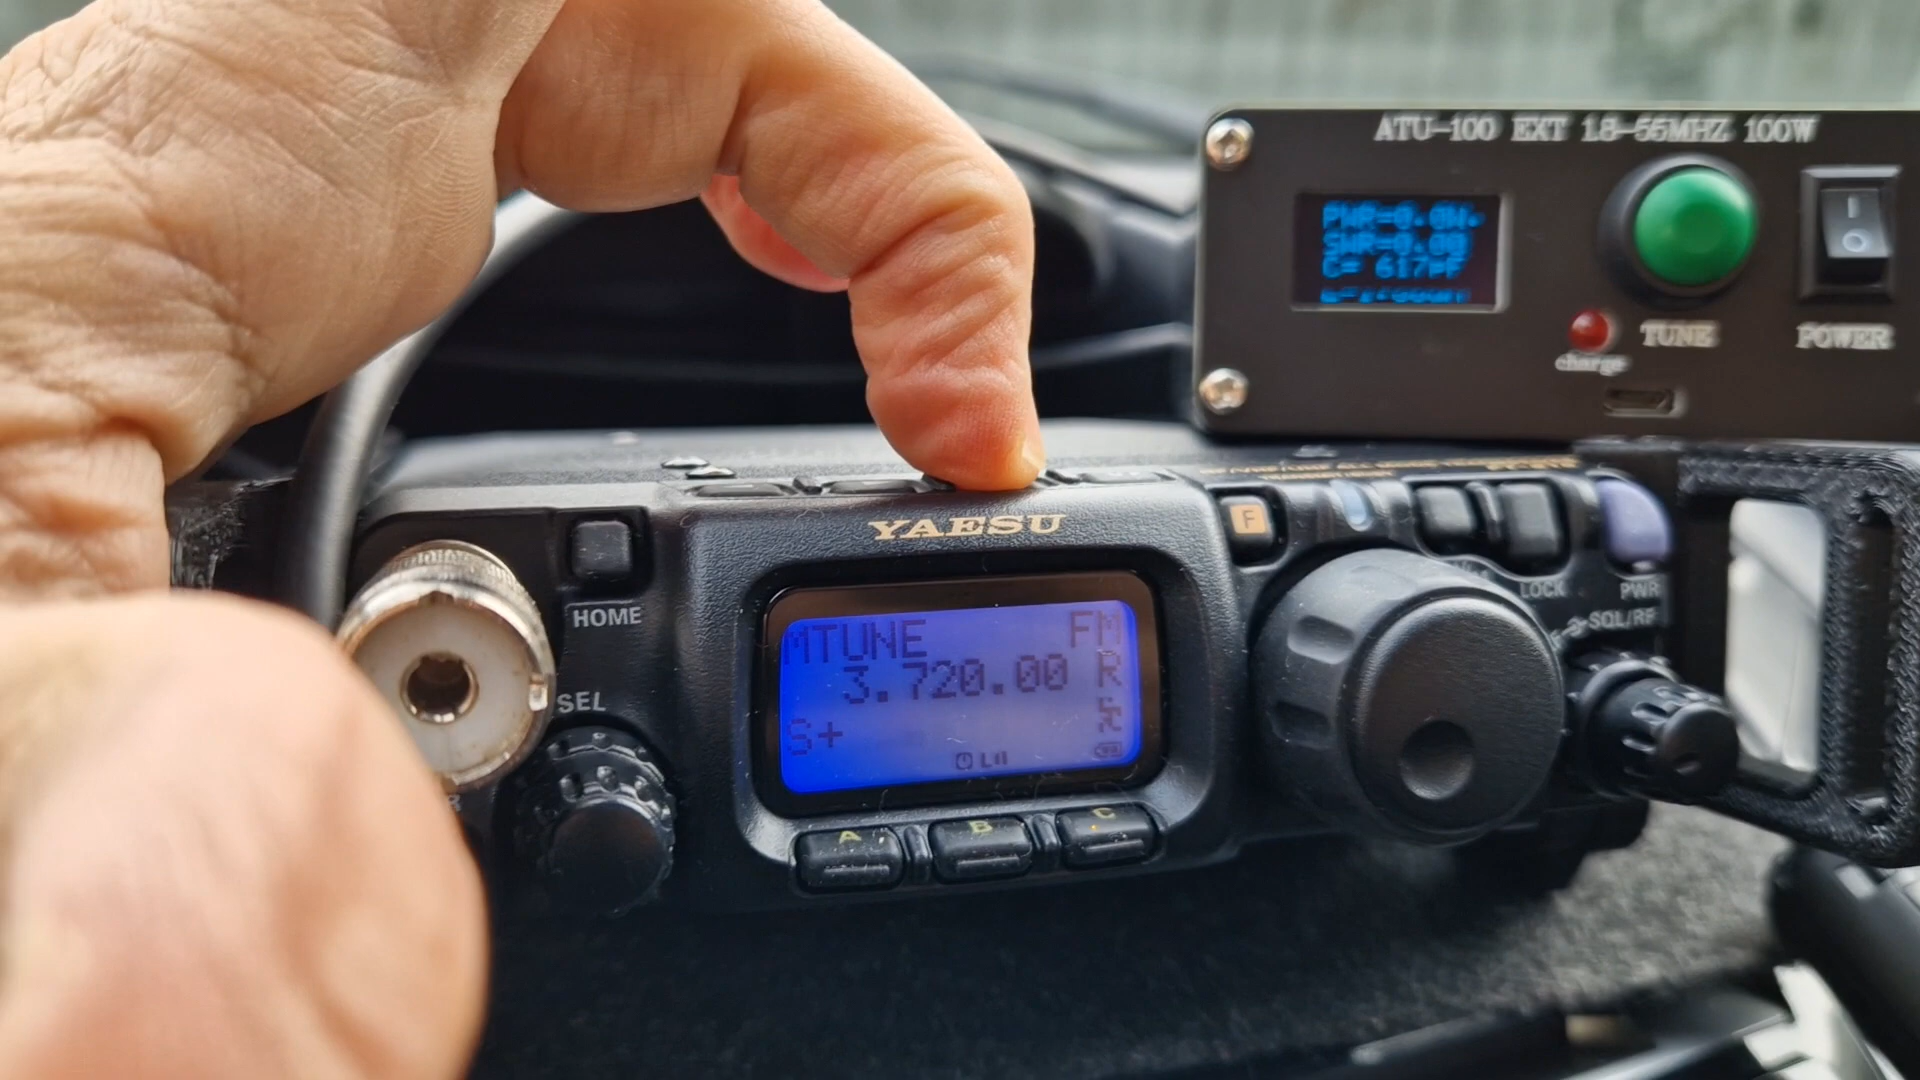 ATU-100 EXT 1.8-55MHZ 100W
PWR=0.0W
SWR=0.00
C= 617pF
TUNE
POWER
charge
YAESU
F
HOME
LOCK
PWR
SQL/RF
SEL
MTUNE
FM
3.720.00
R
S+
A
B
C